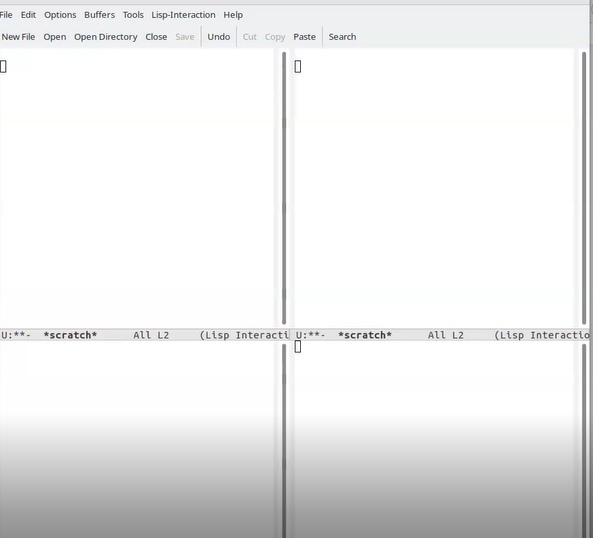 File Edit Options Buffers Tools Lisp-Interaction Help
New File Open Open Directory Close Save Undo Cut Copy Paste Search
U:**- *scratch* All L2 (Lisp Interacti U:**- *scratch* All L2 (Lisp Interactio